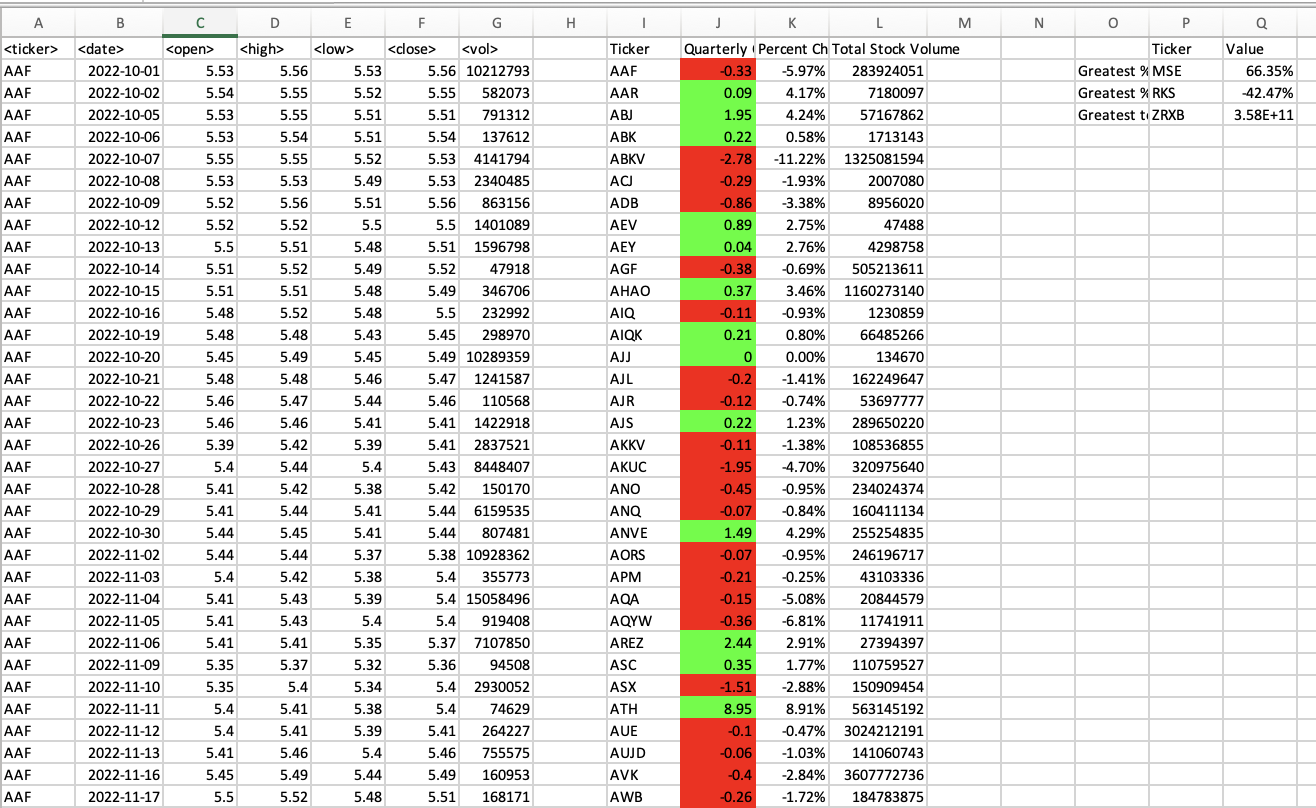 A B C D E F G H I J K L M N O P Q
<ticker> <date> <open> <high> <low> <close> <vol> Ticker Quarterly Percent Ch Total Stock Volume Ticker Value
AAF 2022-10-01 5.53 5.56 5.53 5.56 10212793 AAF -0.33 -5.97% 283924051 Greatest % MSE 66.35%
AAF 2022-10-02 5.54 5.55 5.52 5.55 582073 AAR 0.09 4.17% 7180097 Greatest % RKS -42.47%
AAF 2022-10-05 5.53 5.55 5.51 5.51 791312 ABJ 1.95 4.24% 57167862 Greatest t ZRXB 3.58E+11
AAF 2022-10-06 5.53 5.54 5.51 5.54 137612 ABK 0.22 0.58% 1713143
AAF 2022-10-07 5.55 5.55 5.52 5.53 4141794 ABKV -2.78 -11.22% 1325081594
AAF 2022-10-08 5.53 5.53 5.49 5.53 2340485 ACJ -0.29 -1.93% 2007080
AAF 2022-10-09 5.52 5.56 5.51 5.56 863156 ADB -0.86 -3.38% 8956020
AAF 2022-10-12 5.52 5.52 5.5 5.5 1401089 AEV 0.89 2.75% 47488
AAF 2022-10-13 5.5 5.51 5.48 5.51 1596798 AEY 0.04 2.76% 4298758
AAF 2022-10-14 5.51 5.52 5.49 5.52 47918 AGF -0.38 -0.69% 505213611
AAF 2022-10-15 5.51 5.51 5.48 5.49 346706 AHAO 0.37 3.46% 1160273140
AAF 2022-10-16 5.48 5.52 5.48 5.5 232992 AIQ -0.11 -0.93% 1230859
AAF 2022-10-19 5.48 5.48 5.43 5.45 298970 AIQK 0.21 0.80% 66485266
AAF 2022-10-20 5.45 5.49 5.45 5.49 10289359 AJJ 0 0.00% 134670
AAF 2022-10-21 5.48 5.48 5.46 5.47 1241587 AJL -0.2 -1.41% 162249647
AAF 2022-10-22 5.46 5.47 5.44 5.46 110568 AJR -0.12 -0.74% 53697777
AAF 2022-10-23 5.46 5.46 5.41 5.41 1422918 AJS 0.22 1.23% 289650220
AAF 2022-10-26 5.39 5.42 5.39 5.41 2837521 AKKV -0.11 -1.38% 108536855
AAF 2022-10-27 5.4 5.44 5.4 5.43 8448407 AKUC -1.95 -4.70% 320975640
AAF 2022-10-28 5.41 5.42 5.38 5.42 150170 ANO -0.45 -0.95% 234024374
AAF 2022-10-29 5.41 5.44 5.41 5.44 6159535 ANQ -0.07 -0.84% 160411134
AAF 2022-10-30 5.44 5.45 5.41 5.44 807481 ANVE 1.49 4.29% 255254835
AAF 2022-11-02 5.44 5.44 5.37 5.38 10928362 AORS -0.07 -0.95% 246196717
AAF 2022-11-03 5.4 5.42 5.38 5.4 355773 APM -0.21 -0.25% 43103336
AAF 2022-11-04 5.41 5.43 5.39 5.4 15058496 AQA -0.15 -5.08% 20844579
AAF 2022-11-05 5.41 5.43 5.4 5.4 919408 AQYW -0.36 -6.81% 11741911
AAF 2022-11-06 5.41 5.41 5.35 5.37 7107850 AREZ 2.44 2.91% 27394397
AAF 2022-11-09 5.35 5.37 5.32 5.36 94508 ASC 0.35 1.77% 110759527
AAF 2022-11-10 5.35 5.4 5.34 5.4 2930052 ASX -1.51 -2.88% 150909454
AAF 2022-11-11 5.4 5.41 5.38 5.4 74629 ATH 8.95 8.91% 563145192
AAF 2022-11-12 5.4 5.41 5.39 5.41 264227 AUE -0.1 -0.47% 3024212191
AAF 2022-11-13 5.41 5.46 5.4 5.46 755575 AUJD -0.06 -1.03% 141060743
AAF 2022-11-16 5.45 5.49 5.44 5.49 160953 AVK -0.4 -2.84% 3607772736
AAF 2022-11-17 5.5 5.52 5.48 5.51 168171 AWB -0.26 -1.72% 184783875